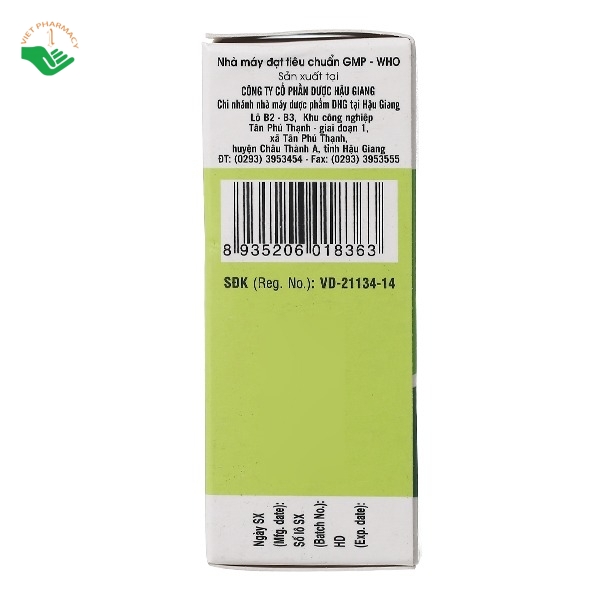 VIET PHARMACY
Nhà máy đạt tiêu chuẩn GMP - WHO
Sản xuất tại
CÔNG TY CỔ PHẦN DƯỢC HẬU GIANG
Chi nhánh nhà máy dược phẩm DHG tại Hậu Giang
Lô B2 - B3, Khu công nghiệp
Tân Phú Thạnh - giai đoạn 1,
xã Tân Phú Thạnh,
huyện Châu Thành A, tỉnh Hậu Giang
ĐT: (0293) 3953454 - Fax: (0293) 3953555
8 935206 018363
SĐK (Reg. No.): VD-21134-14
Ngày SX
(Mfg. date):
Số lô SX
(Batch No.):
HD
(Exp. date):